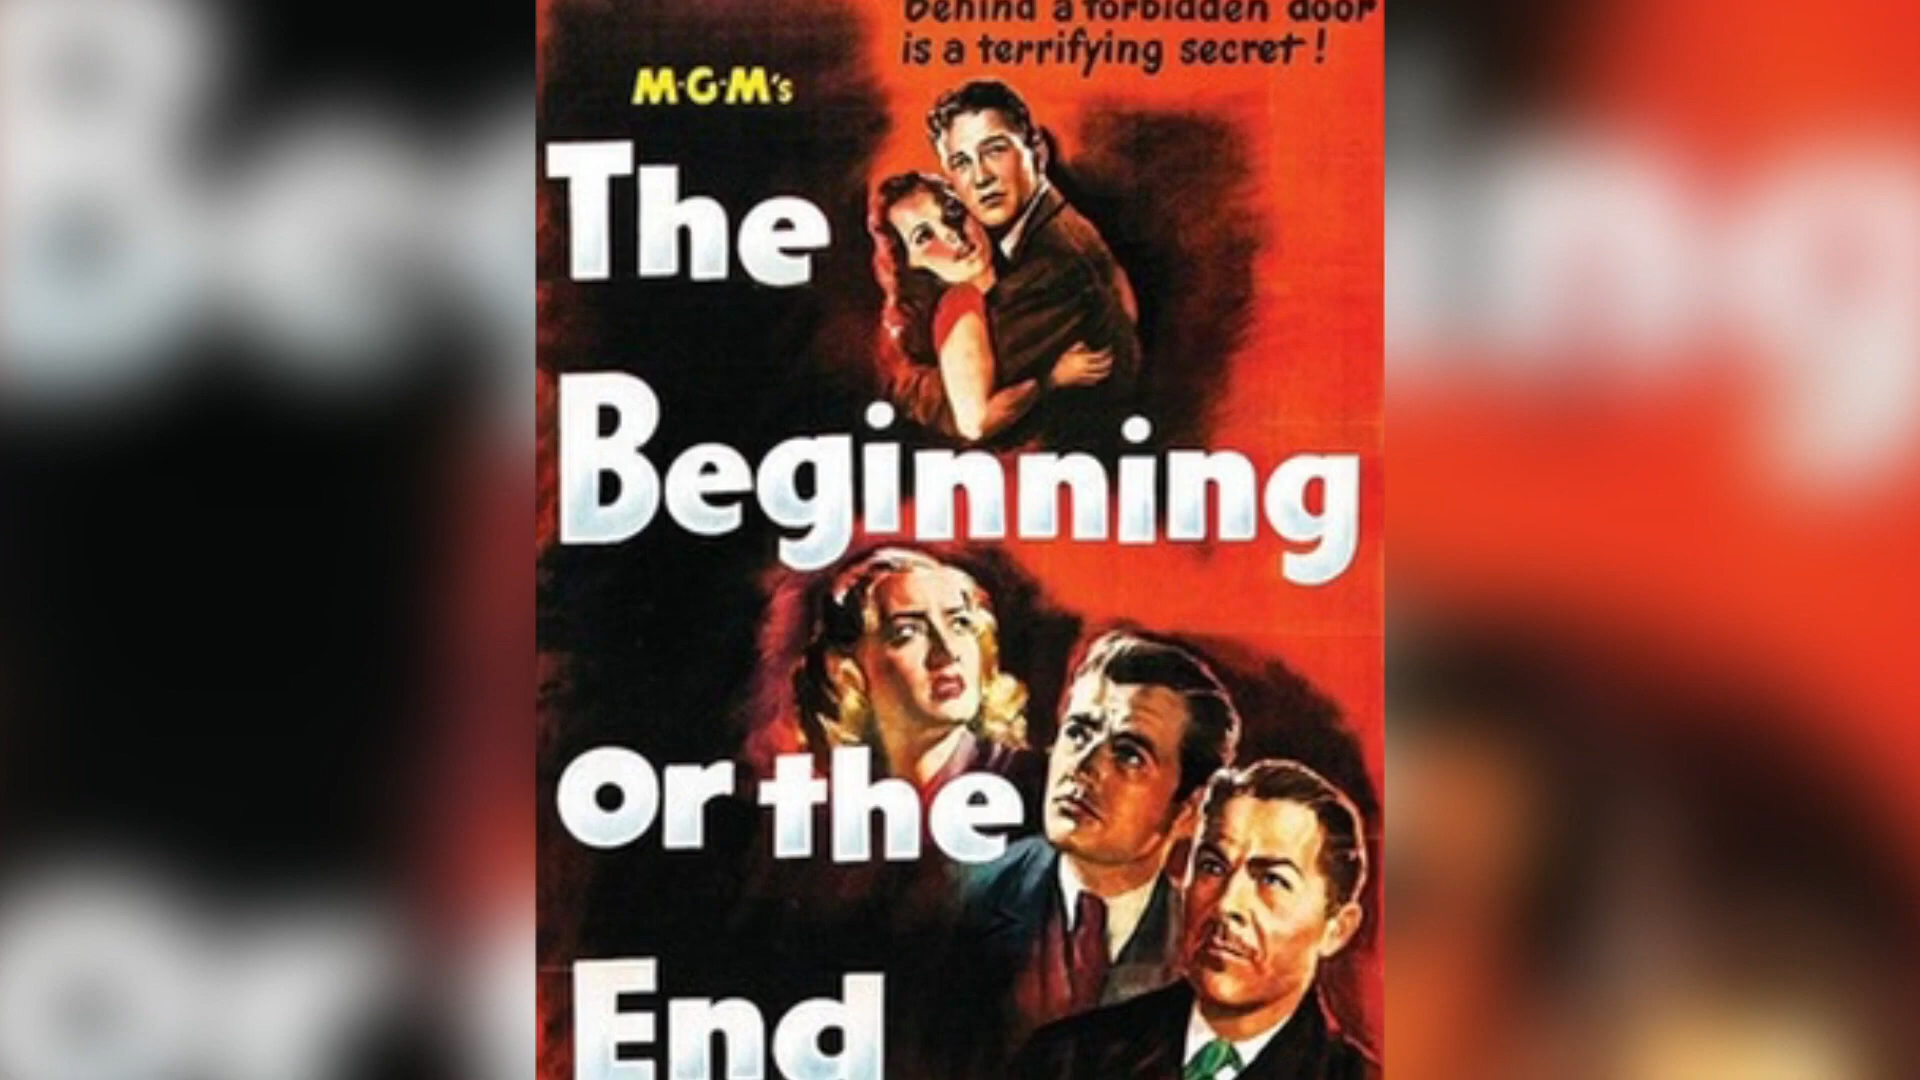 Behind a forbidden door
is a terrifying secret!
M-G-M's
The
Beginning
or the
End